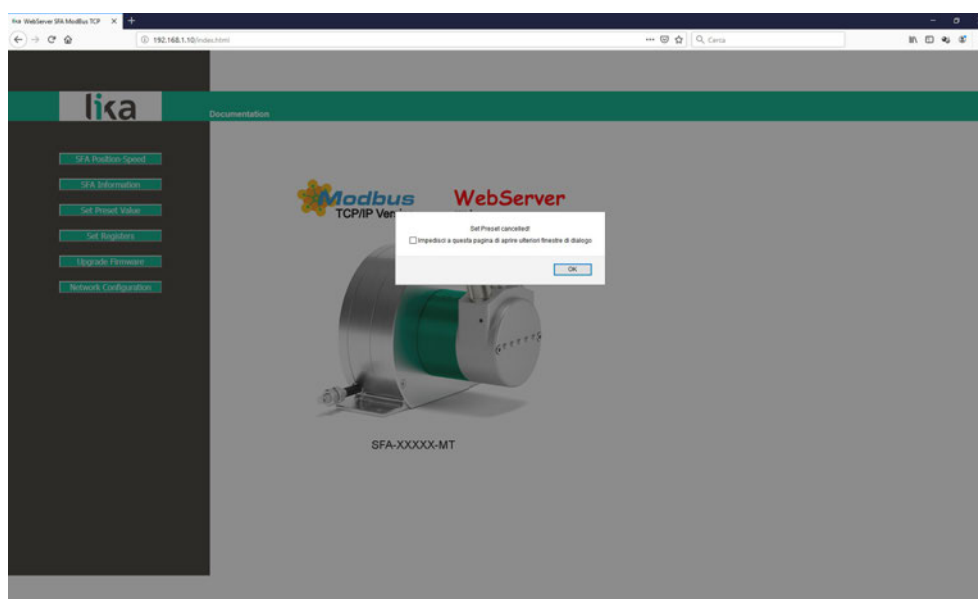 lika WebServer SFA Modbus TCP
192.168.1.10/index.html
Cerca
lika
Documentation
SFA Position-Speed
SFA Information
Set Preset Value
Set Registers
Upgrade Firmware
Network Configuration
Modbus
WebServer
TCP/IP
Set Preset cancelled!
Impedisci a questa pagina di aprire ulteriori finestre di dialogo
OK
SFA-XXXXX-MT